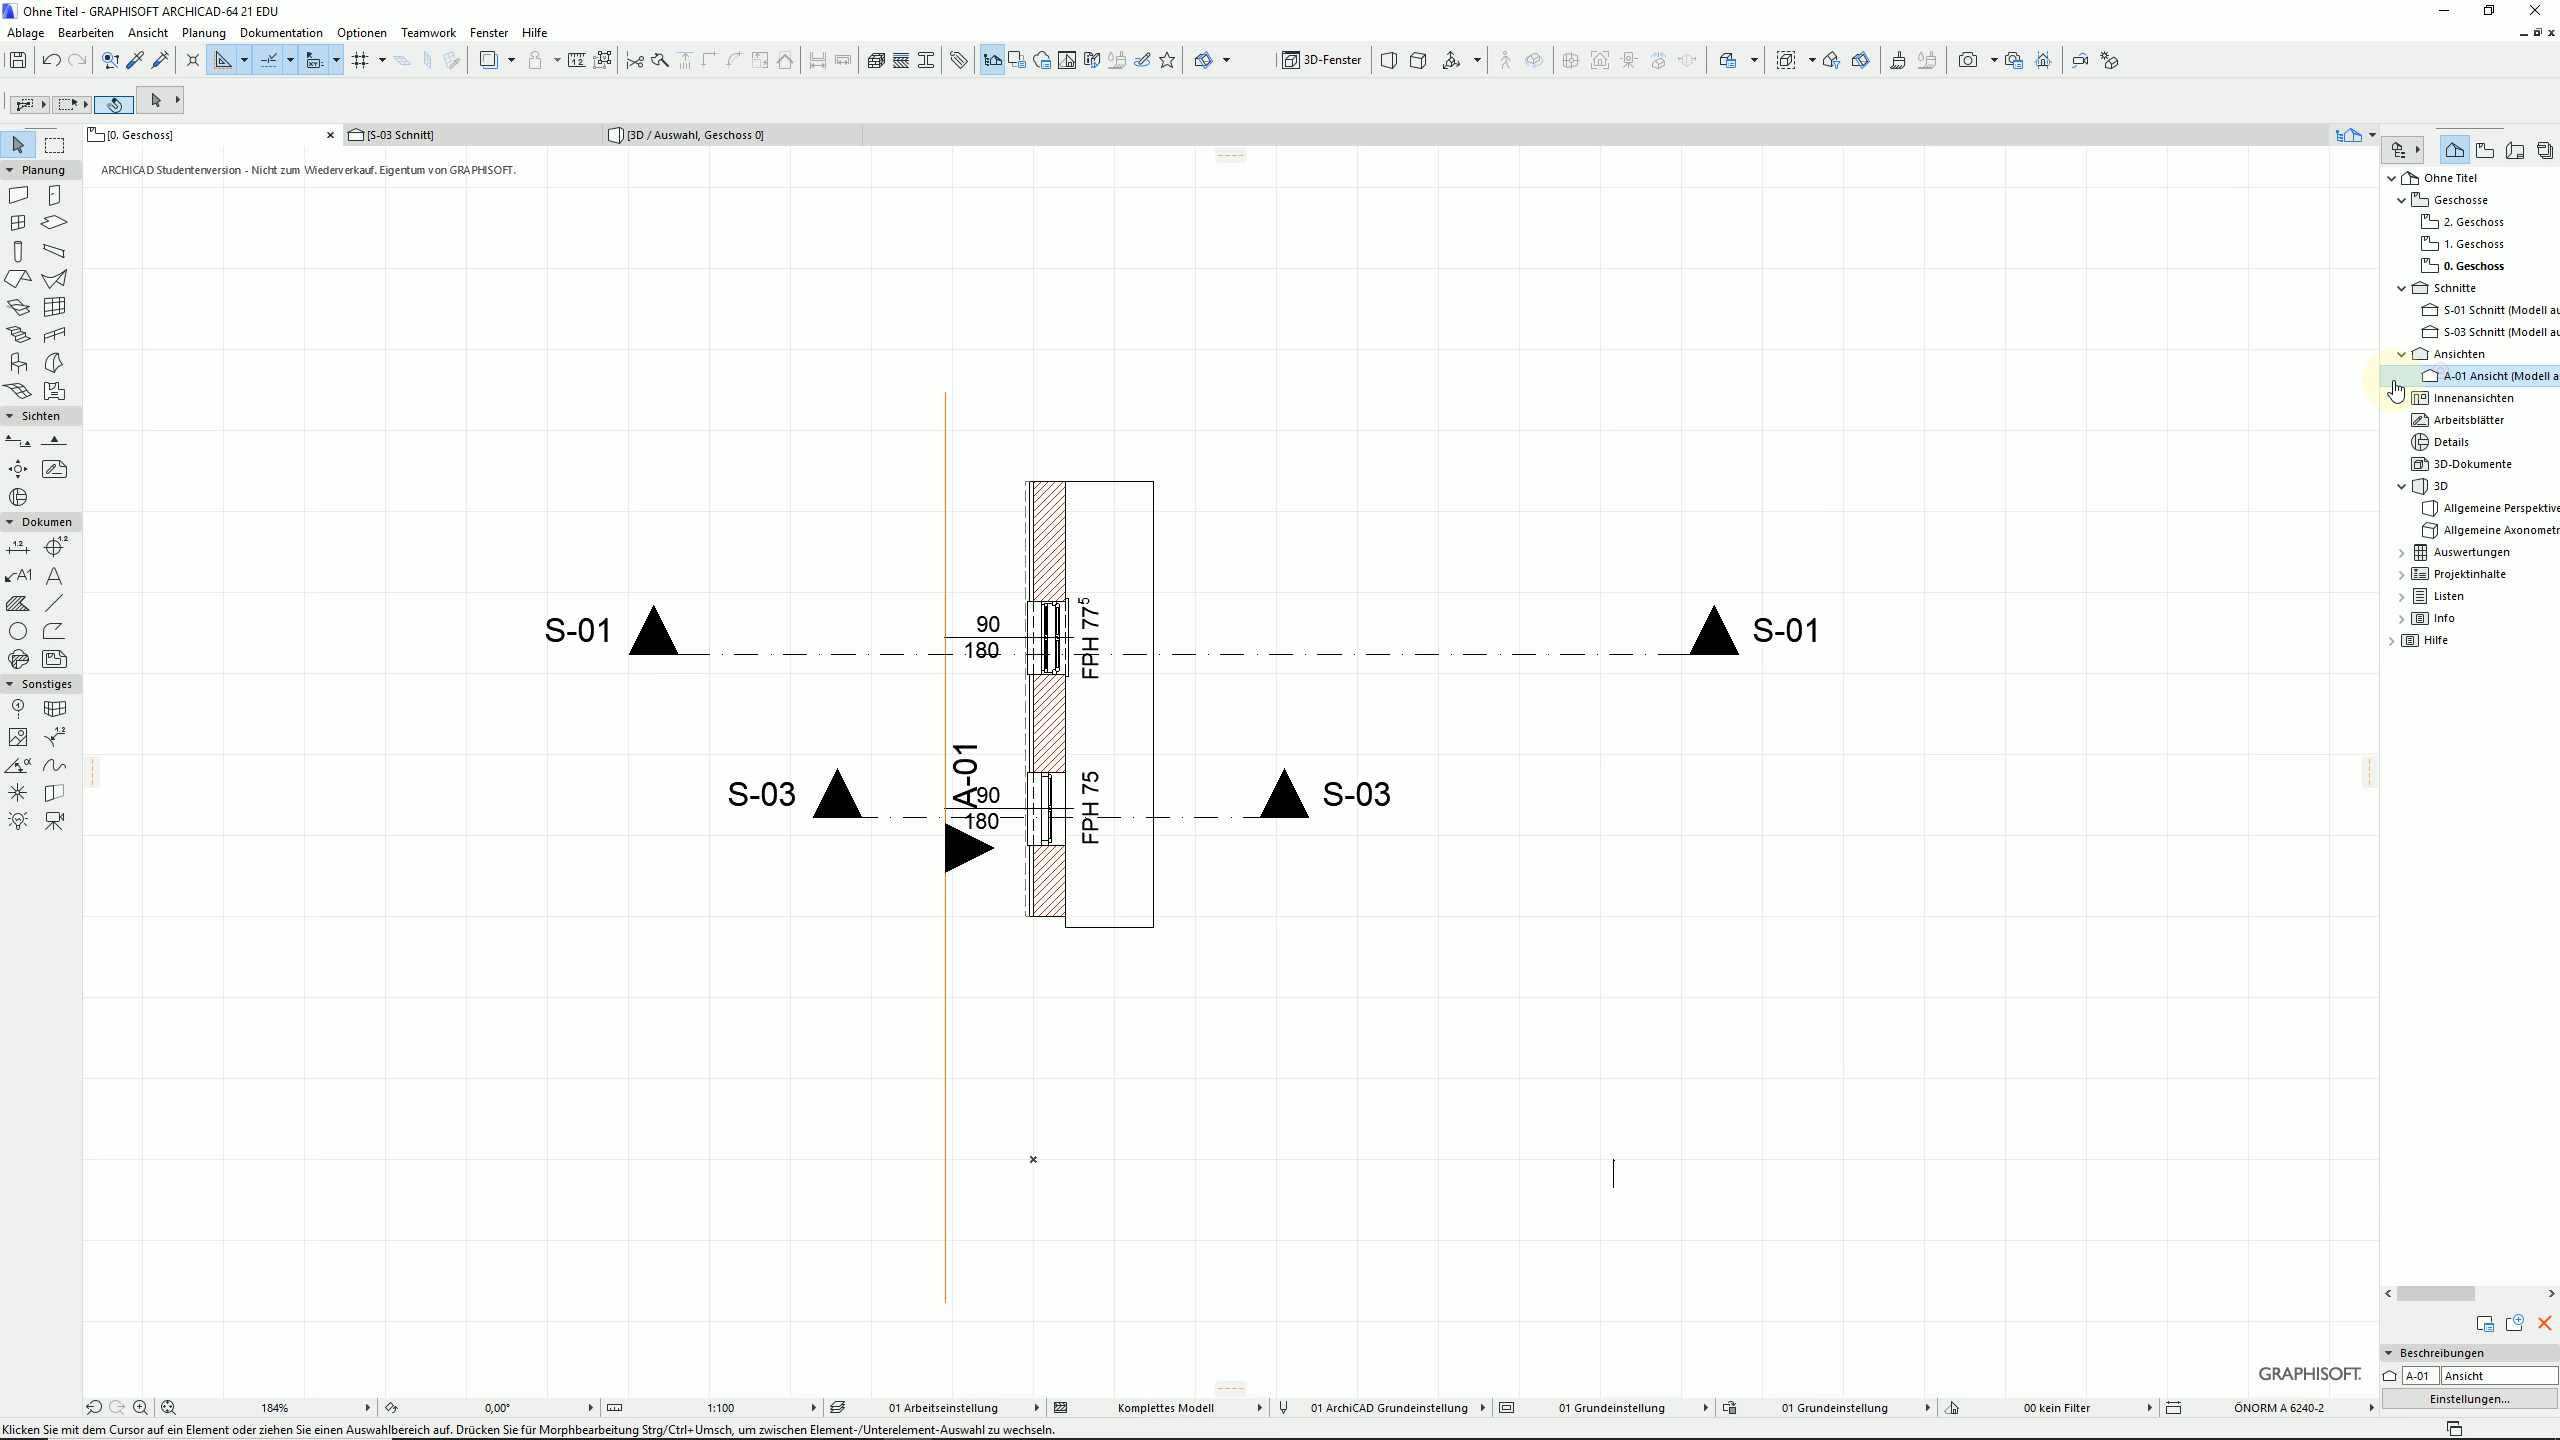 Ohne Titel - GRAPHISOFT ARCHICAD-64 21 EDU
Ablage Bearbeiten Ansicht Planung Dokumentation Optionen Teamwork Fenster Hilfe
3D-Fenster
[0. Geschoss]
[S-03 Schnitt]
[3D / Auswahl, Geschoss 0]
ARCHICAD Studentenversion - Nicht zum Wiederverkauf. Eigentum von GRAPHISOFT.
Planung
Sichten
Dokumen
Sonstiges
S-01
90
180
FPH 77⁵
S-01
A-01
S-03
90
180
FPH 75
S-03
Ohne Titel
Geschosse
2. Geschoss
1. Geschoss
0. Geschoss
Schnitte
S-01 Schnitt (Modell au
S-03 Schnitt (Modell au
Ansichten
A-01 Ansicht (Modell a
Innenansichten
Arbeitsblätter
Details
3D-Dokumente
3D
Allgemeine Perspektive
Allgemeine Axonometr
Auswertungen
Projektinhalte
Listen
Info
Hilfe
Beschreibungen
A-01 Ansicht
Einstellungen...
GRAPHISOFT.
184% 0,00° 1:100 01 Arbeitseinstellung Komplettes Modell 01 ArchiCAD Grundeinstellung 01 Grundeinstellung 01 Grundeinstellung 00 kein Filter ÖNORM A 6240-2
Klicken Sie mit dem Cursor auf ein Element oder ziehen Sie einen Auswahlbereich auf. Drücken Sie für Morphbearbeitung Strg/Ctrl+Umsch, um zwischen Element-/Unterelement-Auswahl zu wechseln.